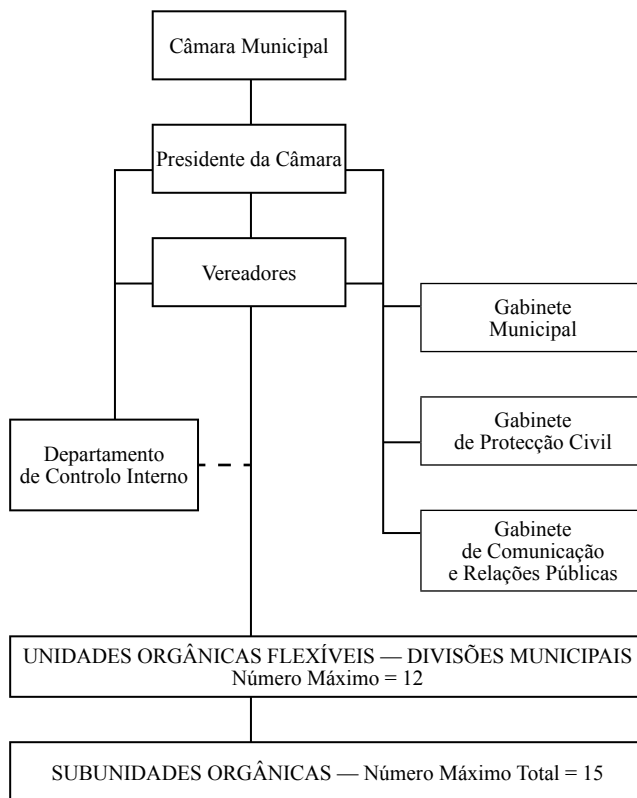 Câmara Municipal
Presidente da Câmara
Vereadores
Gabinete
Municipal
Gabinete
de Protecção Civil
Departamento
de Controlo Interno
Gabinete
de Comunicação
e Relações Públicas
UNIDADES ORGÂNICAS FLEXÍVEIS — DIVISÕES MUNICIPAIS
Número Máximo = 12
SUBUNIDADES ORGÂNICAS — Número Máximo Total = 15